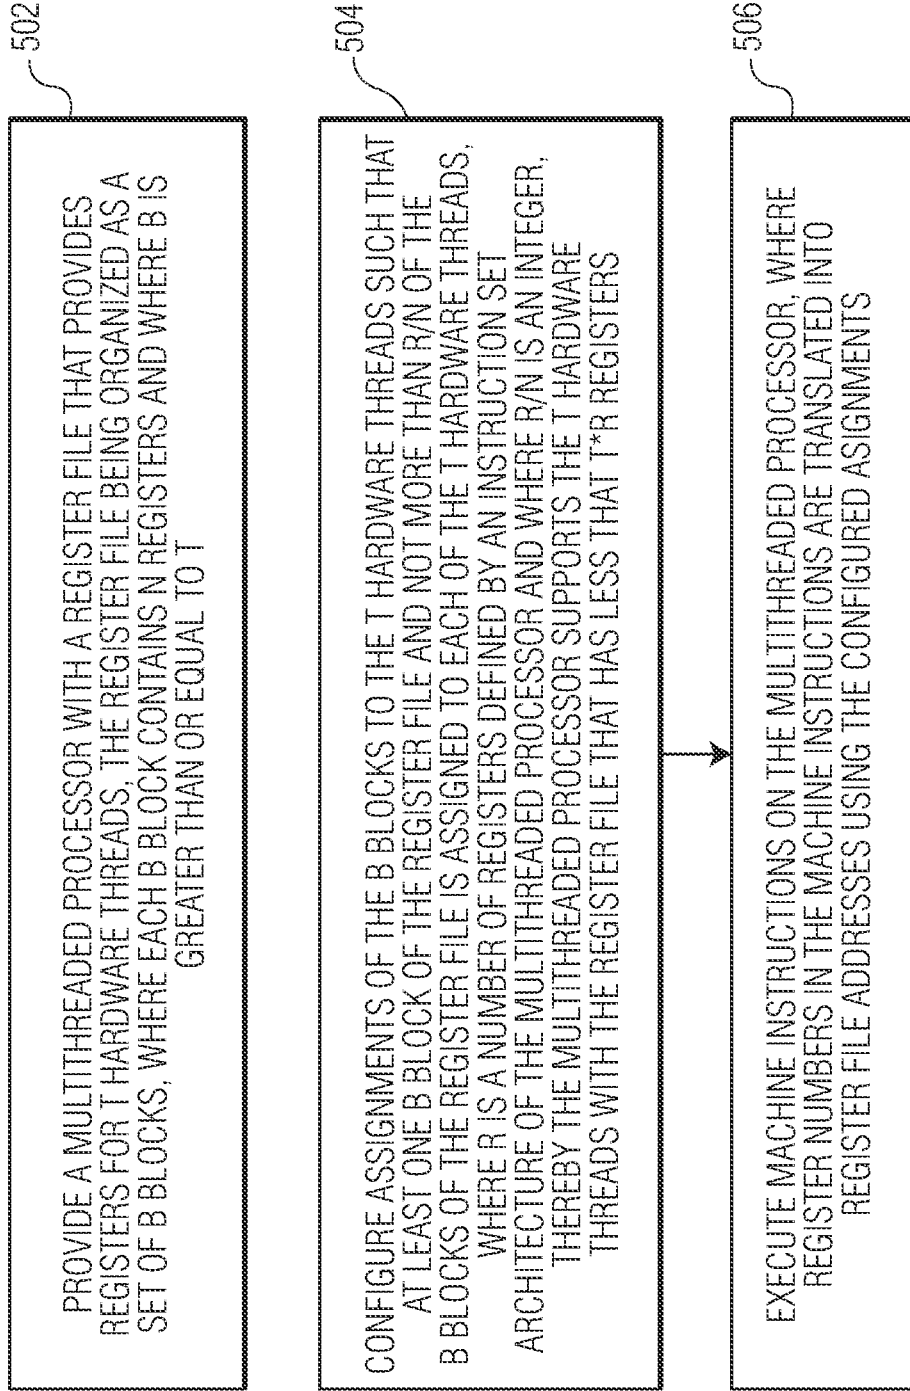 502
PROVIDE A MULTITHREADED PROCESSOR WITH A REGISTER FILE THAT PROVIDES
REGISTERS FOR T HARDWARE THREADS, THE REGISTER FILE BEING ORGANIZED AS A
SET OF B BLOCKS, WHERE EACH B BLOCK CONTAINS N REGISTERS AND WHERE B IS
GREATER THAN OR EQUAL TO T
504
CONFIGURE ASSIGNMENTS OF THE B BLOCKS TO THE T HARDWARE THREADS SUCH THAT
AT LEAST ONE B BLOCK OF THE REGISTER FILE AND NOT MORE THAN R/N OF THE
B BLOCKS OF THE REGISTER FILE IS ASSIGNED TO EACH OF THE T HARDWARE THREADS,
WHERE R IS A NUMBER OF REGISTERS DEFINED BY AN INSTRUCTION SET
ARCHITECTURE OF THE MULTITHREADED PROCESSOR AND WHERE R/N IS AN INTEGER,
THEREBY THE MULTITHREADED PROCESSOR SUPPORTS THE T HARDWARE
THREADS WITH THE REGISTER FILE THAT HAS LESS THAT T*R REGISTERS
506
EXECUTE MACHINE INSTRUCTIONS ON THE MULTITHREADED PROCESSOR, WHERE
REGISTER NUMBERS IN THE MACHINE INSTRUCTIONS ARE TRANSLATED INTO
REGISTER FILE ADDRESSES USING THE CONFIGURED ASIGNMENTS